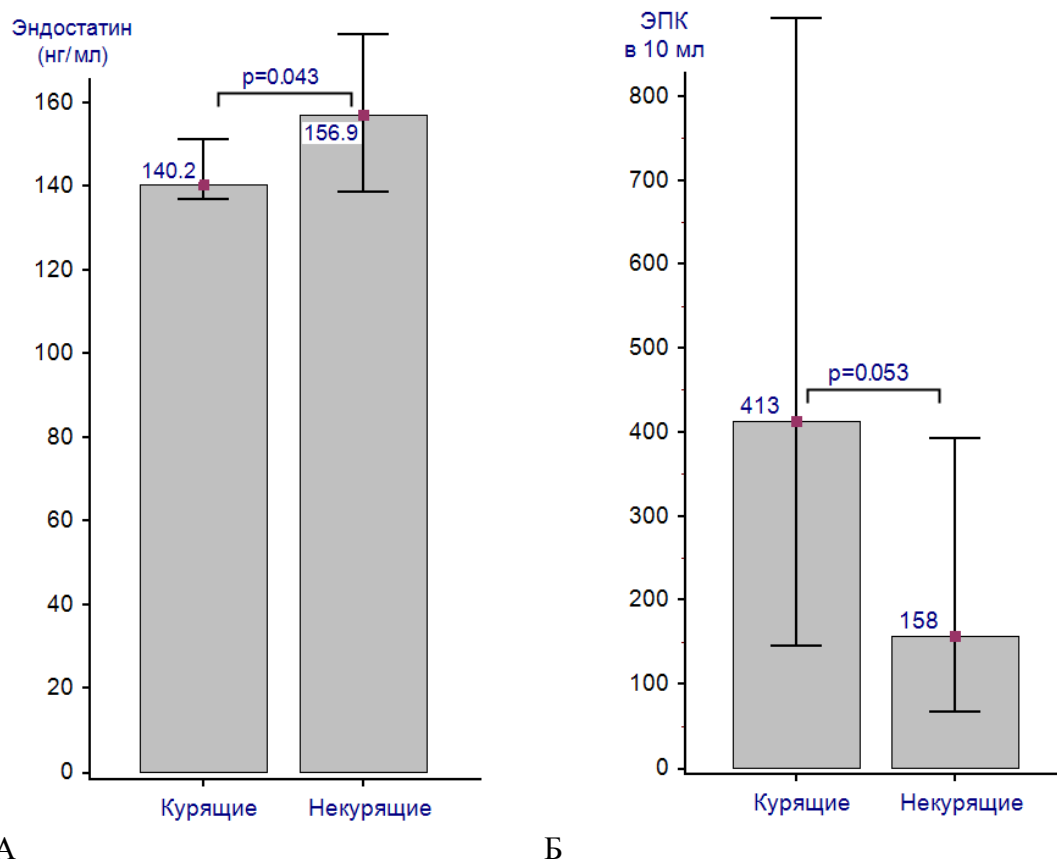 Эндостатин
(нг/мл)
p=0.043
160
156.9
140.2
140
120
100
80
60
40
20
0
Курящие
Некурящие
А
ЭПК
в 10 мл
800
700
600
500
p=0.053
413
400
300
200
158
100
0
Курящие
Некурящие
Б